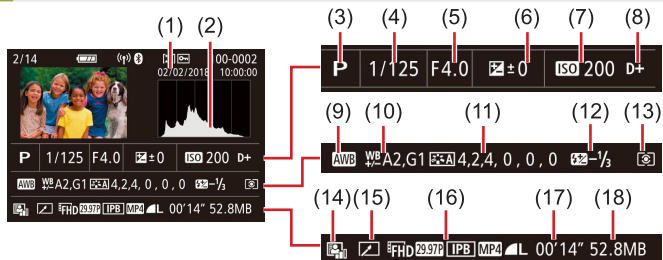 (1) (2) (3) (4) (5) (6) (7) (8)
2/14 00-0002
02/02/2018 10:00:00
P 1/125 F4.0 ±0 ISO 200 D+
AWB WB+/- A2,G1 A 4,2,4, 0, 0, 0 -1/3
FHD 29.97P IPB MP4 L 00'14" 52.8MB
P 1/125 F4.0 ±0 ISO 200 D+
(9) (10) (11) (12) (13)
AWB WB+/- A2,G1 A 4,2,4, 0, 0, 0 -1/3
(14) (15) (16) (17) (18)
FHD 29.97P IPB MP4 L 00'14" 52.8MB